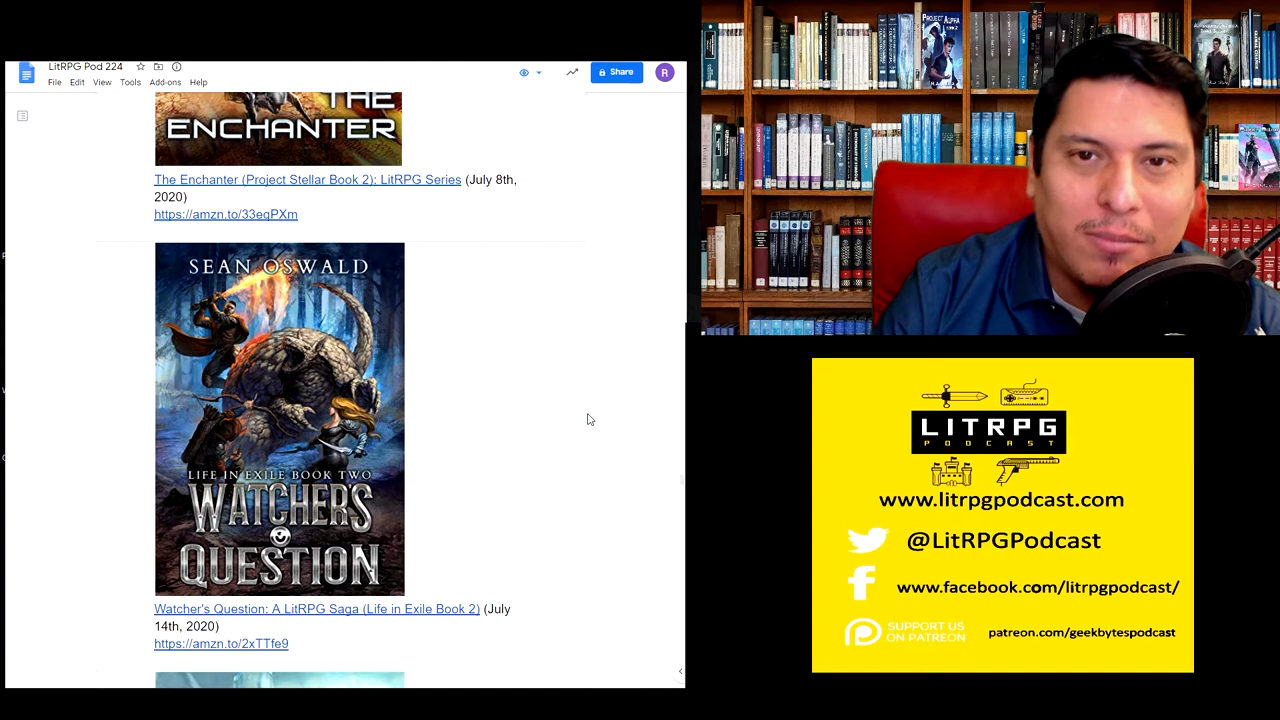 LitRPG Pod 224
File Edit View Tools Add-ons Help
Share
R
THE
ENCHANTER
The Enchanter (Project Stellar Book 2): LitRPG Series (July 8th,
2020)
https://amzn.to/33eqPXm
SEAN OSWALD
LIFE IN EXILE BOOK TWO
WATCHERS
QUESTION
Watcher's Question: A LitRPG Saga (Life in Exile Book 2) (July
14th, 2020)
https://amzn.to/2xTTfe9
PROJECT
ALPHA
LITRPG
PODCAST
www.litrpgpodcast.com
@LitRPGPodcast
www.facebook.com/litrpgpodcast/
SUPPORT US
ON PATREON
patreon.com/geekbytespodcast